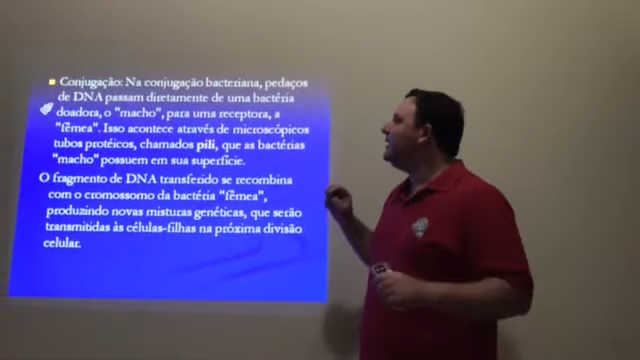 Conjugação: Na conjugação bacteriana, pedaços
de DNA passam diretamente de uma bactéria
doadora, o "macho", para uma receptora, a
"fêmea". Isso acontece através de microscópicos
tubos protéicos, chamados pili, que as bactérias
"macho" possuem em sua superfície.
O fragmento de DNA transferido se recombina
com o cromossomo da bactéria "fêmea",
produzindo novas misturas genéticas, que serão
transmitidas às células-filhas na próxima divisão
celular.